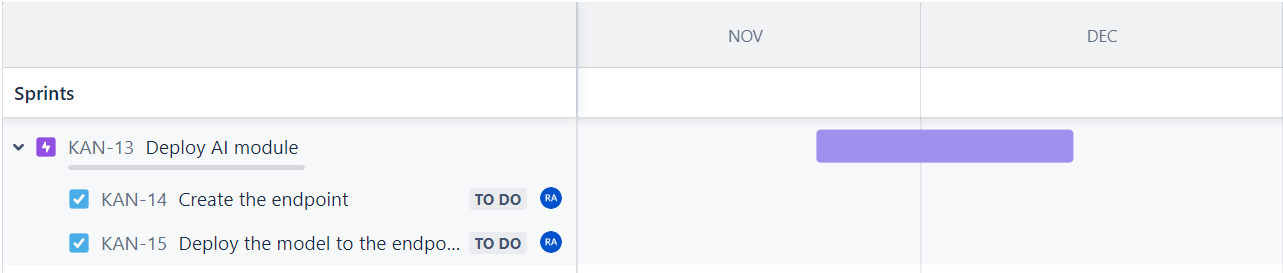 NOV DEC
Sprints
KAN-13 Deploy AI module
KAN-14 Create the endpoint TO DO RA
KAN-15 Deploy the model to the endpo... TO DO RA